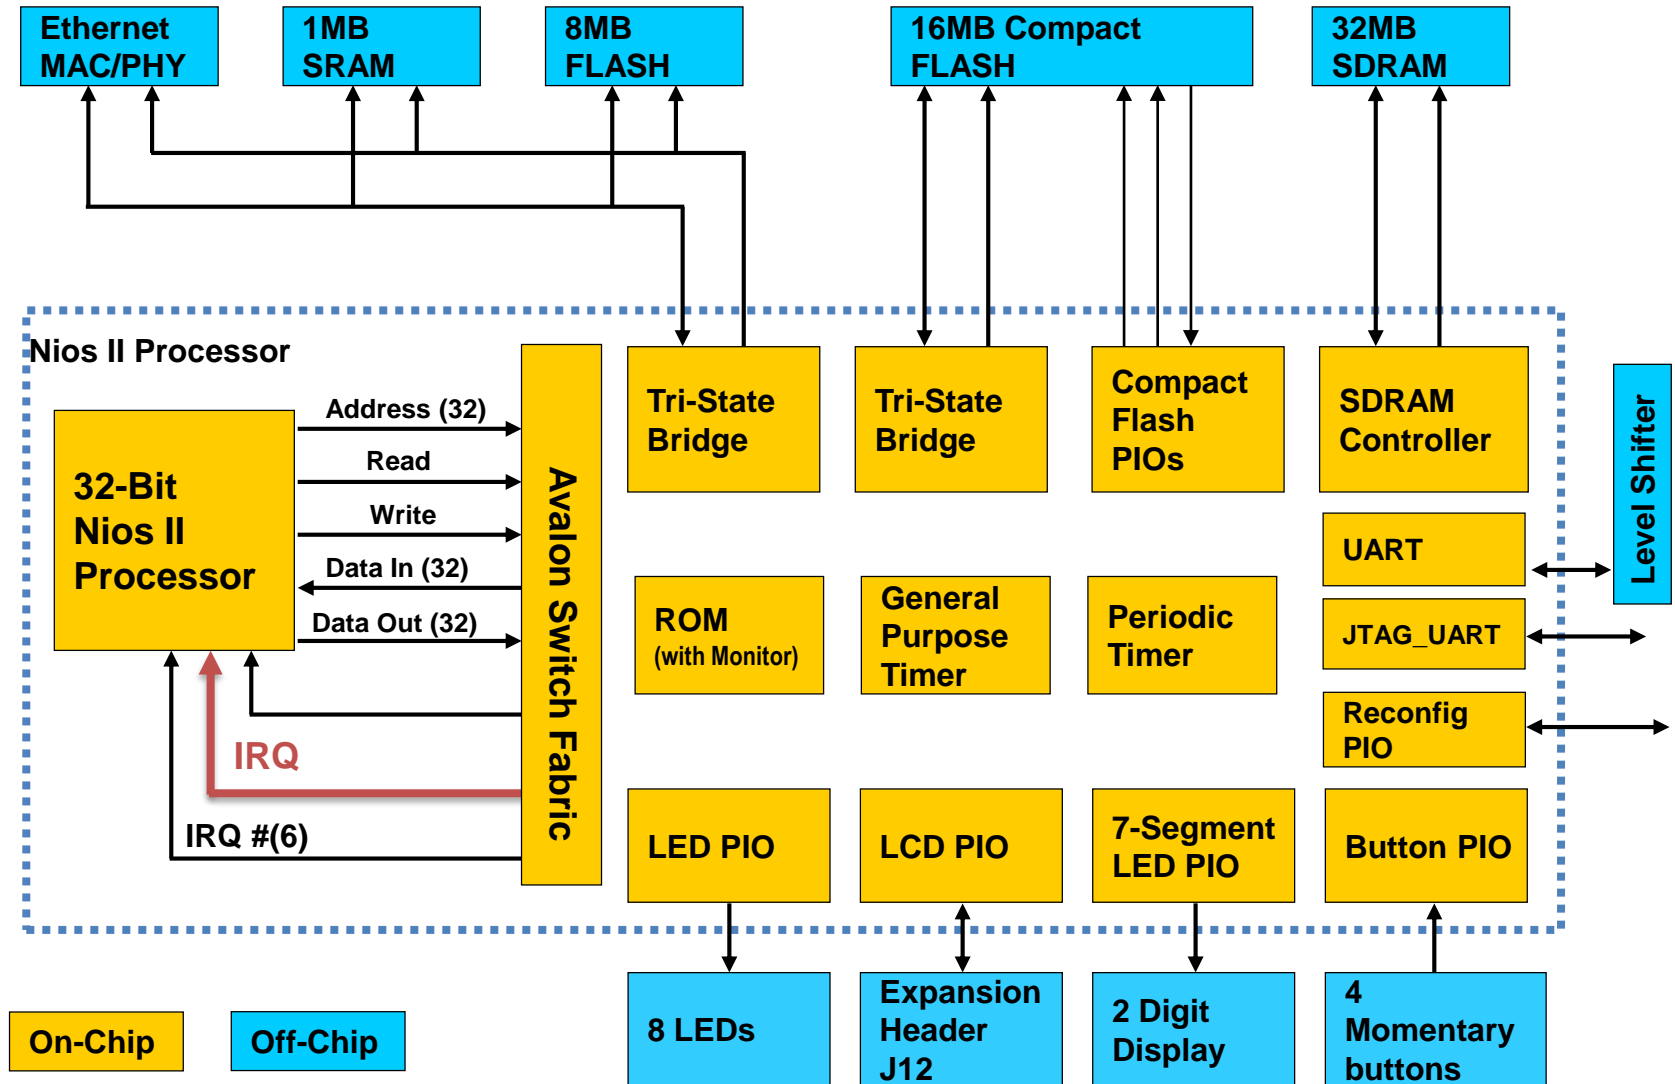 Ethernet
MAC/PHY
1MB
SRAM
8MB
FLASH
16MB Compact
FLASH
32MB
SDRAM
Nios II Processor
32-Bit
Nios II
Processor
Address (32)
Read
Write
Data In (32)
Data Out (32)
IRQ
IRQ #(6)
Avalon Switch Fabric
Tri-State
Bridge
Tri-State
Bridge
Compact
Flash
PIOs
SDRAM
Controller
Level Shifter
UART
ROM
(with Monitor)
General
Purpose
Timer
Periodic
Timer
JTAG_UART
Reconfig
PIO
LED PIO
LCD PIO
7-Segment
LED PIO
Button PIO
8 LEDs
Expansion
Header
J12
2 Digit
Display
4
Momentary
buttons
On-Chip
Off-Chip